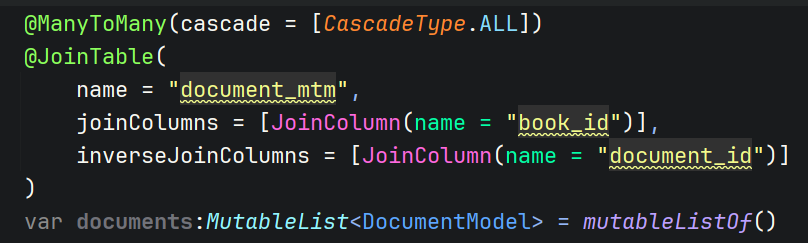 @ManyToMany(cascade = [CascadeType.ALL])
@JoinTable(
    name = "document_mtm",
    joinColumns = [JoinColumn(name = "book_id")],
    inverseJoinColumns = [JoinColumn(name = "document_id")]
)
var documents:MutableList<DocumentModel> = mutableListOf()